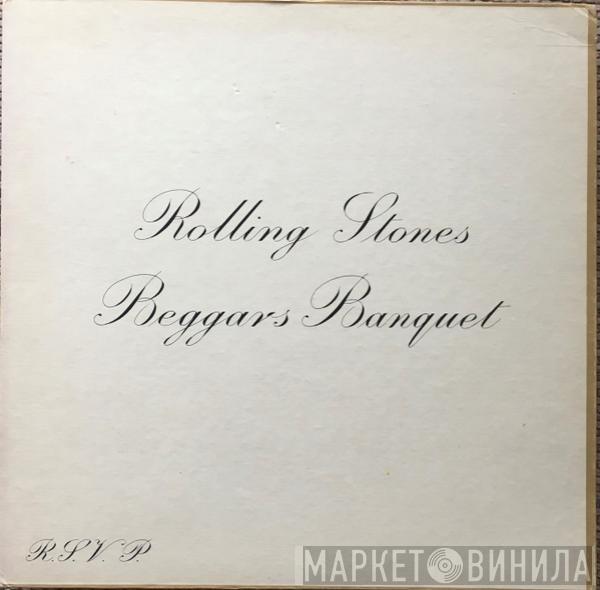 Rolling Stones
Beggars Banquet
R.S.V.P.
МАРКЕТ ВИНИЛА